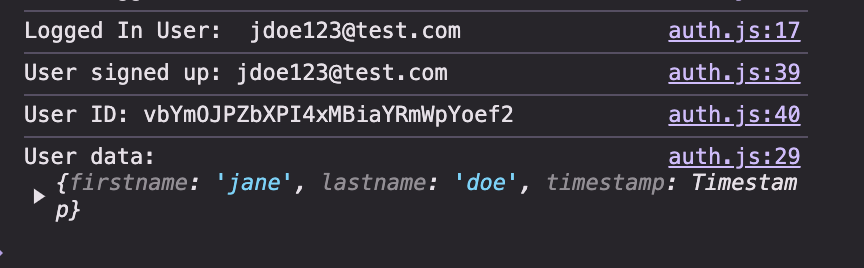 Logged In User:  jdoe123@test.com auth.js:17
User signed up: jdoe123@test.com auth.js:39
User ID: vbYmOJPZbXPI4xMBiaYRmWpYoef2 auth.js:40
User data: auth.js:29
{firstname: 'jane', lastname: 'doe', timestamp: Timestam
p}